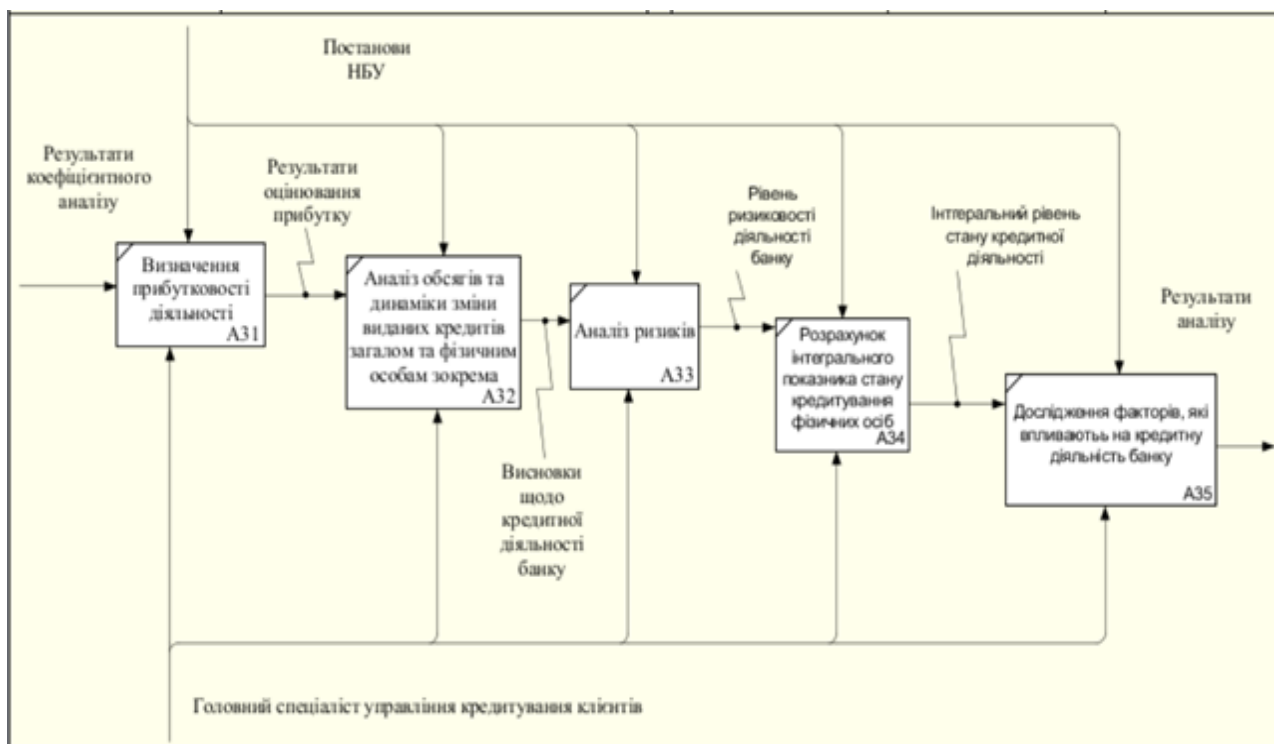 Постанови
НБУ
Результати
коефіцієнтного
аналізу
Результати
оцінювання
прибутку
Рівень
ризиковості
діяльності
банку
Інтгеральний рівень
стану кредитної
діяльності
Результати
аналізу
Визначення
прибутковості
діяльності
А31
Аналіз обсягів та
динаміки зміни
виданих кредитів
загалом та фізичним
особам зокрема
А32
Аналіз ризиків
А33
Розрахунок
інтегрального
показника стану
кредитування
фізичних осіб
А34
Дослідження факторів, які
впливаютьь на кредитну
діяльність банку
А35
Висновки
щодо
кредитної
діяльності
банку
Головний спеціаліст управління кредитування клієнтів